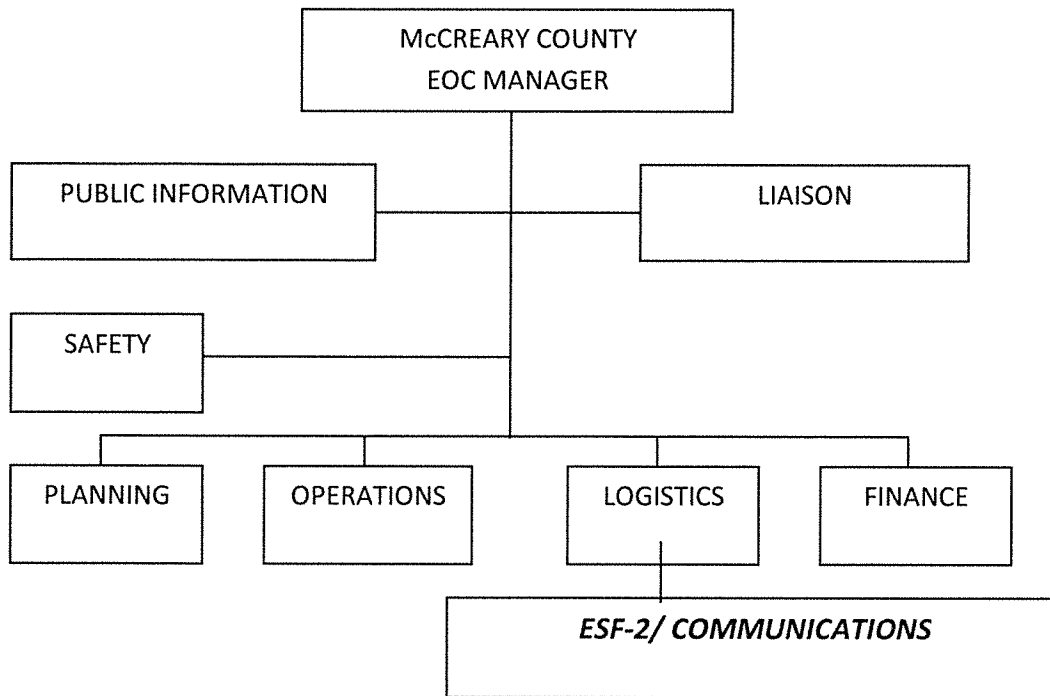 McCREARY COUNTY
EOC MANAGER
PUBLIC INFORMATION
LIAISON
SAFETY
PLANNING
OPERATIONS
LOGISTICS
FINANCE
ESF-2/ COMMUNICATIONS